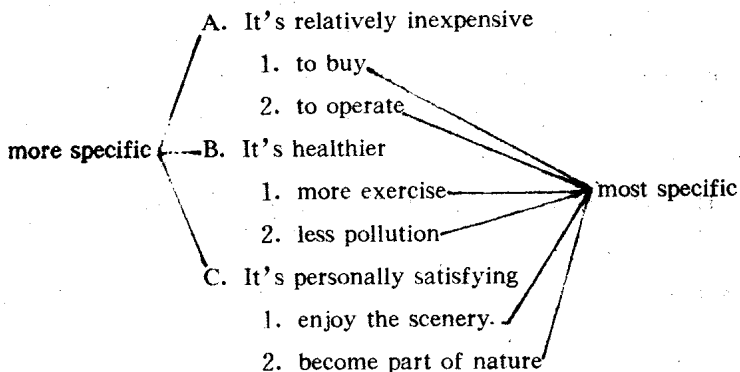 A. It's relatively inexpensive
1. to buy
2. to operate
more specific B. It's healthier
1. more exercise most specific
2. less pollution
C. It's personally satisfying
1. enjoy the scenery.
2. become part of nature